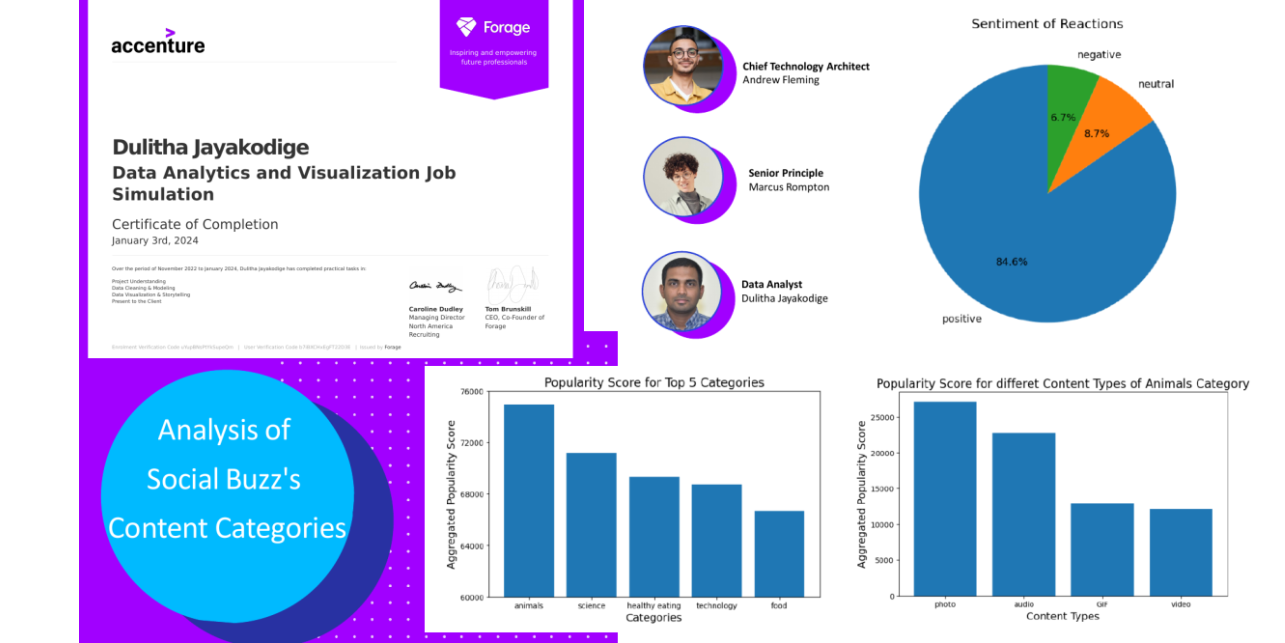 accenture
Forage
Inspiring and empowering
future professionals
Dulitha Jayakodige
Data Analytics and Visualization Job
Simulation
Certificate of Completion
January 3rd, 2024
Over the period of November 2022 to January 2024, Dulitha Jayakodige has completed practical tasks in:
Project Understanding
Data Cleaning & Modeling
Data Visualization & Storytelling
Present to the Client
Caroline Dudley
Managing Director
North America
Recruiting
Tom Brunskill
CEO, Co-Founder of
Forage
Enrolment Verification Code
User Verification Code
Issued by Forage
Chief Technology Architect
Andrew Fleming
Senior Principle
Marcus Rompton
Data Analyst
Dulitha Jayakodige
Sentiment of Reactions
negative
neutral
6.7%
8.7%
84.6%
positive
Analysis of
Social Buzz's
Content Categories
Popularity Score for Top 5 Categories
Aggregated Popularity Score
76000
72000
68000
64000
60000
animals science healthy eating technology food
Categories
Popularity Score for differet Content Types of Animals Category
Aggregated Popularity Score
25000
20000
15000
10000
5000
0
photo audio GIF video
Content Types